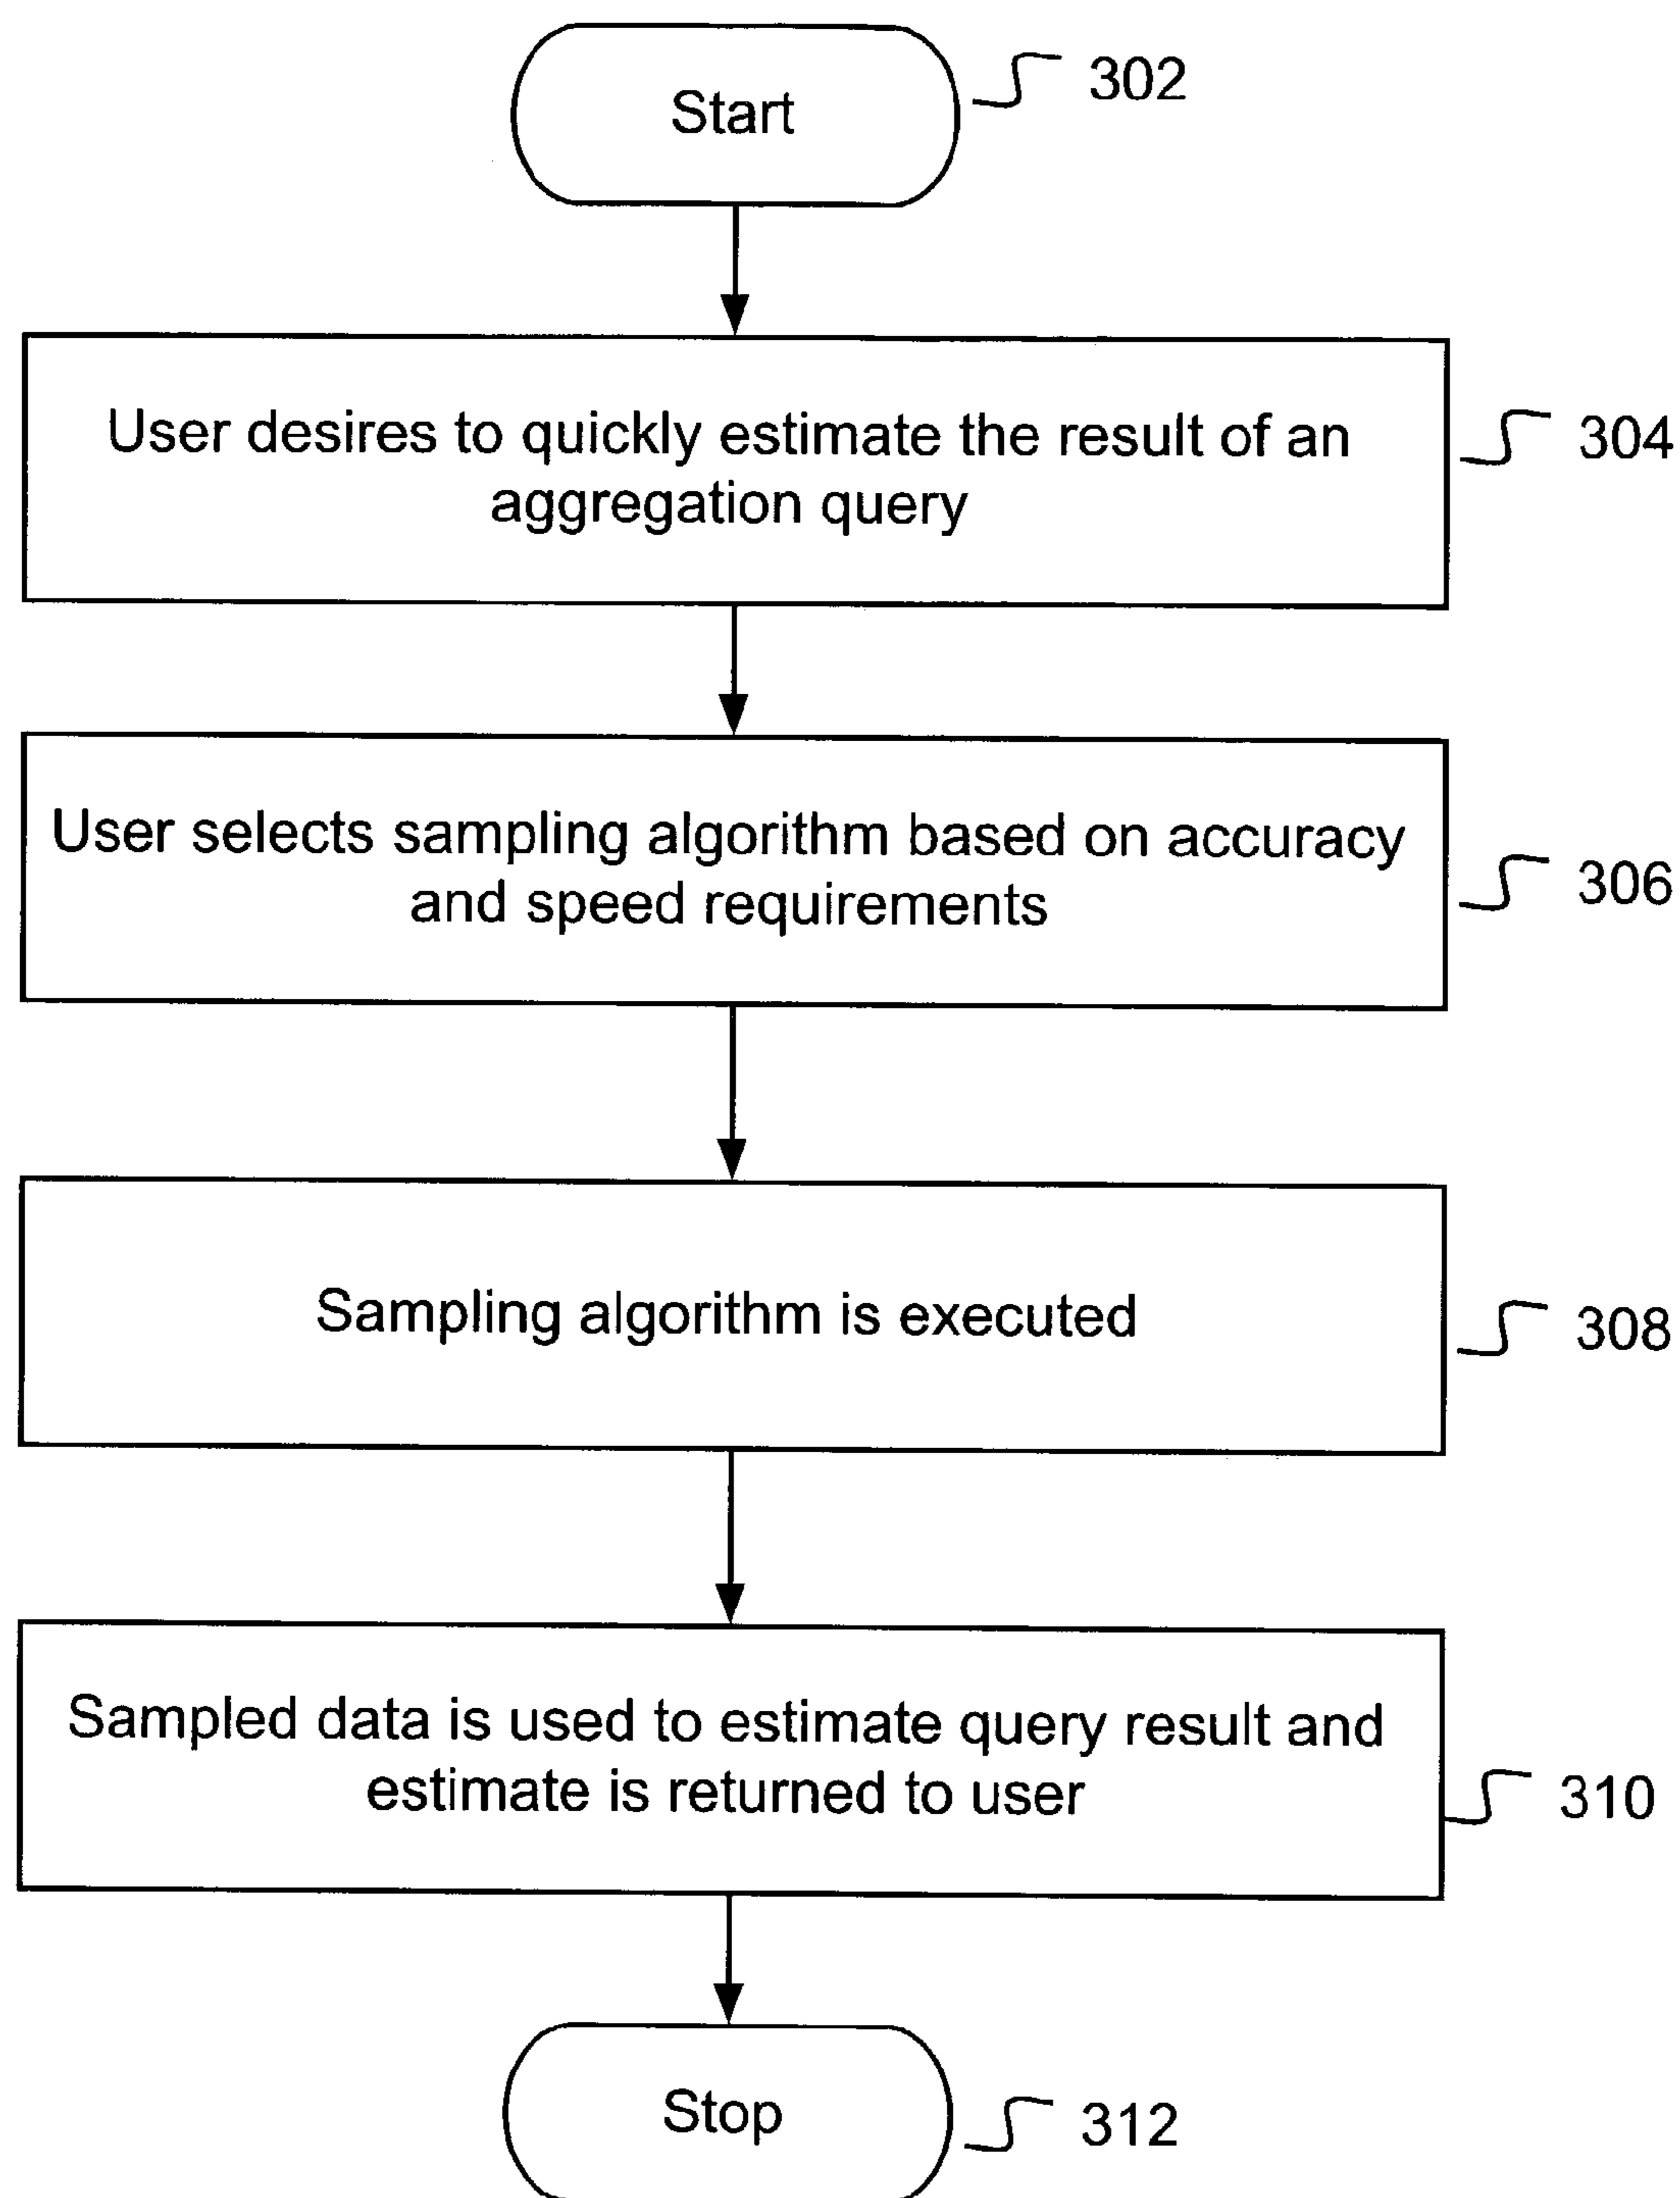 Start
302
User desires to quickly estimate the result of an
aggregation query
304
User selects sampling algorithm based on accuracy
and speed requirements
306
Sampling algorithm is executed
308
Sampled data is used to estimate query result and
estimate is returned to user
310
Stop
312